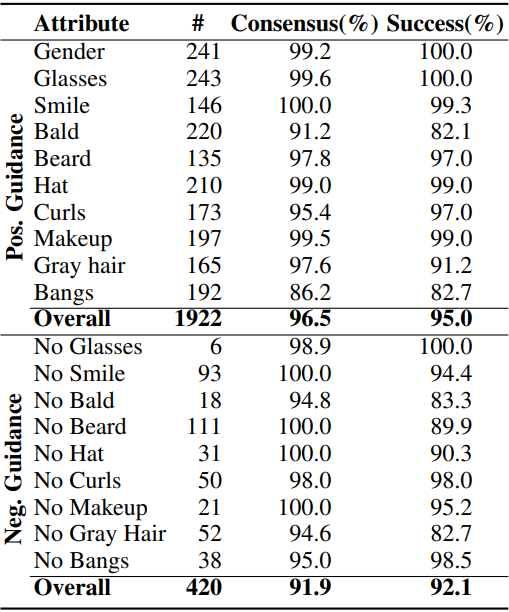 Attribute # Consensus(%) Success(%)
Pos. Guidance
Gender 241 99.2 100.0
Glasses 243 99.6 100.0
Smile 146 100.0 99.3
Bald 220 91.2 82.1
Beard 135 97.8 97.0
Hat 210 99.0 99.0
Curls 173 95.4 97.0
Makeup 197 99.5 99.0
Gray hair 165 97.6 91.2
Bangs 192 86.2 82.7
Overall 1922 96.5 95.0
Neg. Guidance
No Glasses 6 98.9 100.0
No Smile 93 100.0 94.4
No Bald 18 94.8 83.3
No Beard 111 100.0 89.9
No Hat 31 100.0 90.3
No Curls 50 98.0 98.0
No Makeup 21 100.0 95.2
No Gray Hair 52 94.6 82.7
No Bangs 38 95.0 98.5
Overall 420 91.9 92.1